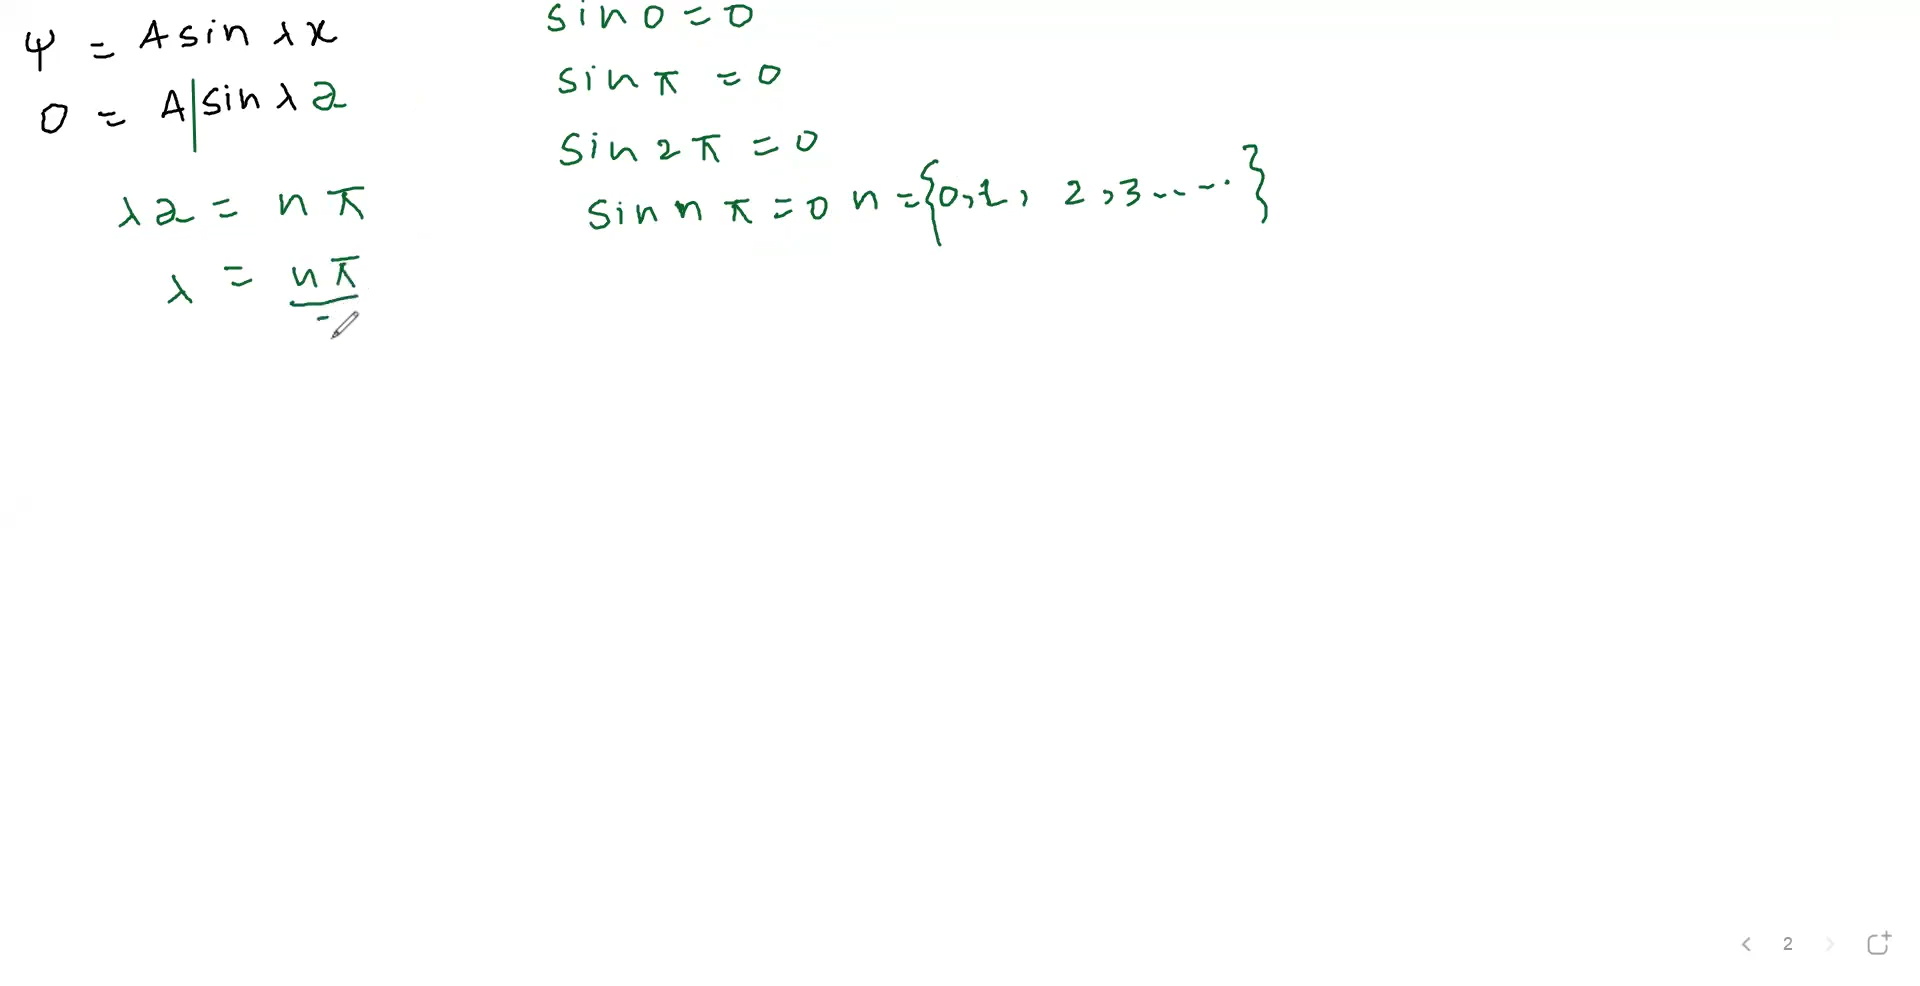 ψ = A sin λx
0 = A|sin λa
λa = nπ
λ = nπ
sin 0 = 0
sin π = 0
sin 2π = 0
sin nπ = 0 n = {0, 1, 2, 3 ....}
2